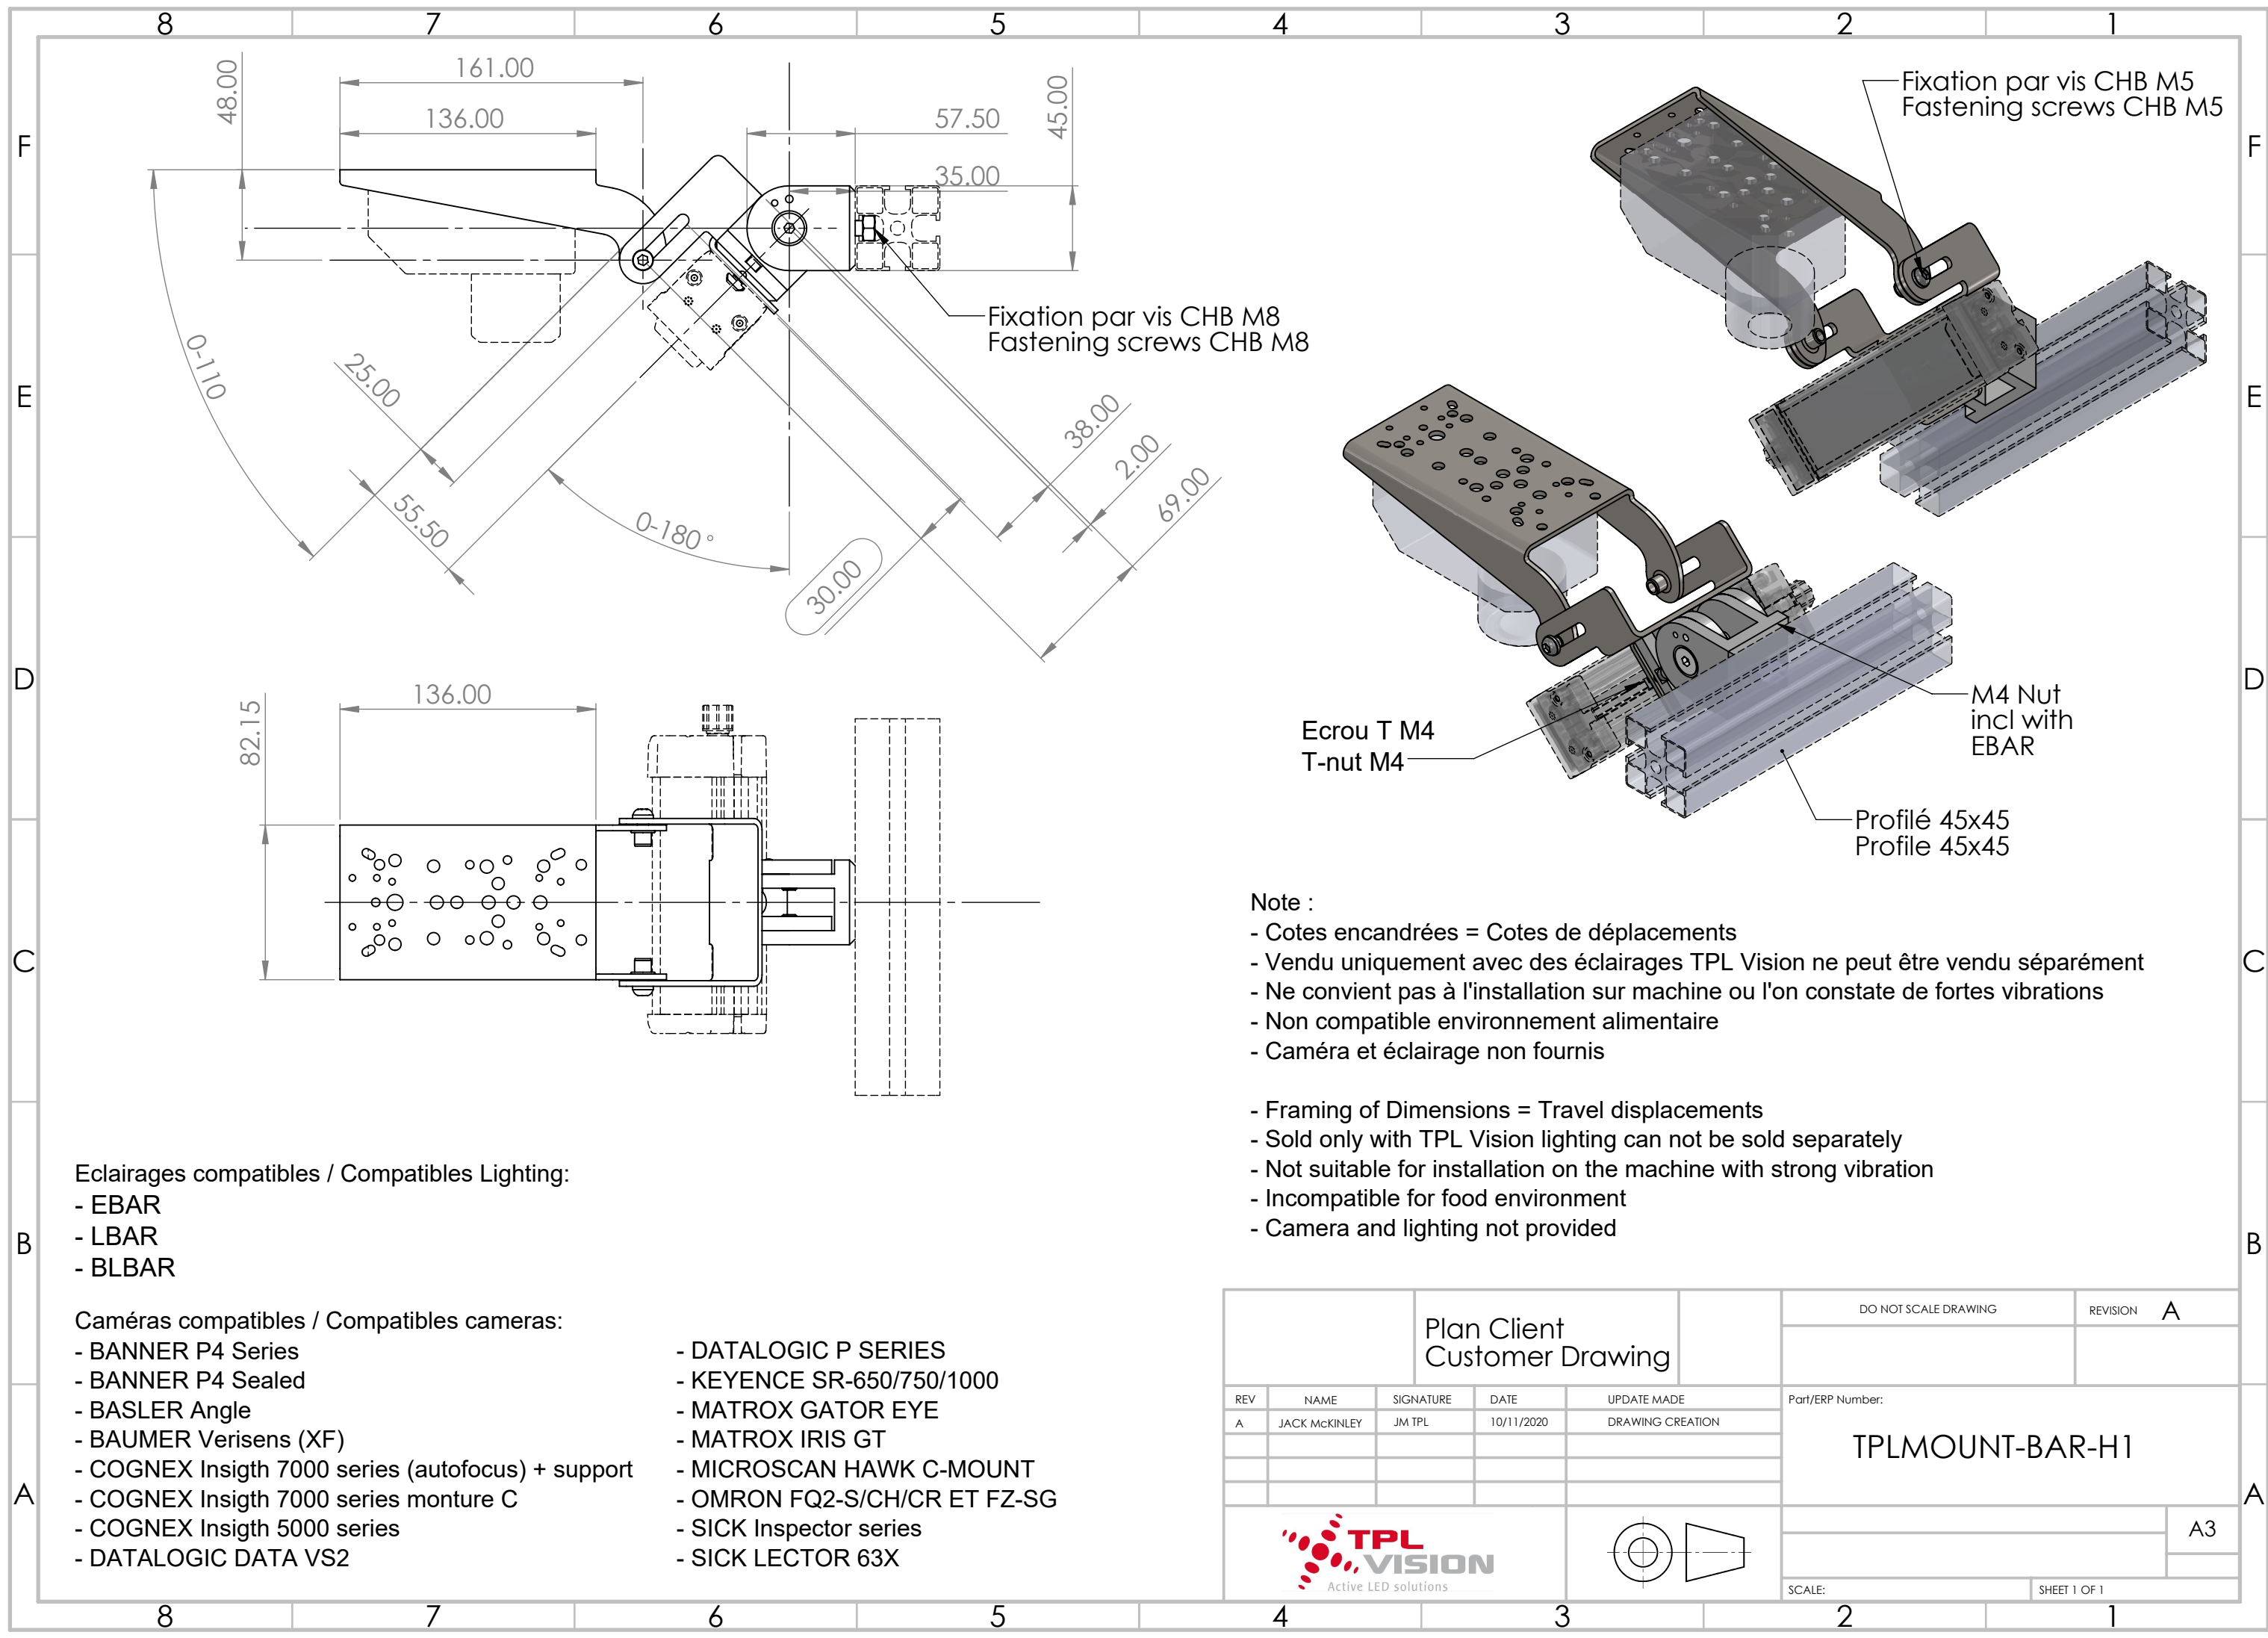 8 7 6 5 4 3 2 1
F
E
D
C
B
A
F
E
D
C
B
A
161.00
136.00
48.00
57.50
35.00
45.00
Fixation par vis CHB M8
Fastening screws CHB M8
0-110
25.00
55.50
0-180°
38.00
2.00
69.00
30.00
Fixation par vis CHB M5
Fastening screws CHB M5
Ecrou T M4
T-nut M4
M4 Nut
incl with
EBAR
Profilé 45x45
Profile 45x45
136.00
82.15
Note :
- Cotes encandrées = Cotes de déplacements
- Vendu uniquement avec des éclairages TPL Vision ne peut être vendu séparément
- Ne convient pas à l'installation sur machine ou l'on constate de fortes vibrations
- Non compatible environnement alimentaire
- Caméra et éclairage non fournis
- Framing of Dimensions = Travel displacements
- Sold only with TPL Vision lighting can not be sold separately
- Not suitable for installation on the machine with strong vibration
- Incompatible for food environment
- Camera and lighting not provided
Eclairages compatibles / Compatibles Lighting:
- EBAR
- LBAR
- BLBAR
Caméras compatibles / Compatibles cameras:
- BANNER P4 Series
- BANNER P4 Sealed
- BASLER Angle
- BAUMER Verisens (XF)
- COGNEX Insigth 7000 series (autofocus) + support
- COGNEX Insigth 7000 series monture C
- COGNEX Insigth 5000 series
- DATALOGIC DATA VS2
- DATALOGIC P SERIES
- KEYENCE SR-650/750/1000
- MATROX GATOR EYE
- MATROX IRIS GT
- MICROSCAN HAWK C-MOUNT
- OMRON FQ2-S/CH/CR ET FZ-SG
- SICK Inspector series
- SICK LECTOR 63X
Plan Client
Customer Drawing
DO NOT SCALE DRAWING
REVISION A
REV NAME SIGNATURE DATE UPDATE MADE
A JACK McKINLEY JM TPL 10/11/2020 DRAWING CREATION
Part/ERP Number:
TPLMOUNT-BAR-H1
TPL
VISION
Active LED solutions
A3
SCALE:
SHEET 1 OF 1
8 7 6 5 4 3 2 1